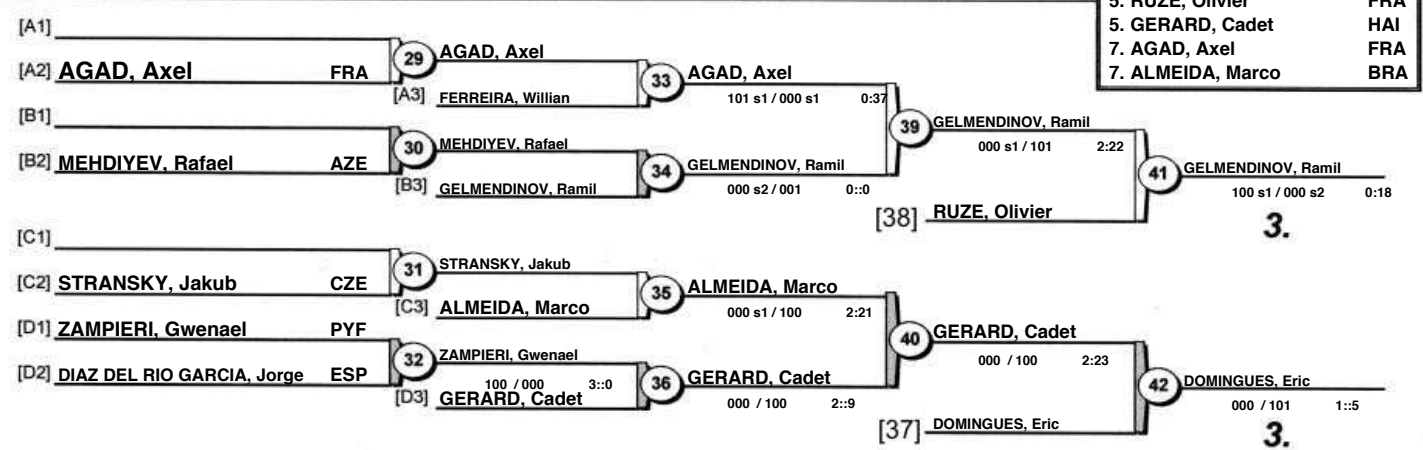 5. RUZE, Olivier FRA
5. GERARD, Cadet HAI
7. AGAD, Axel FRA
7. ALMEIDA, Marco BRA
[A1]
[A2] AGAD, Axel FRA
29
AGAD, Axel
[A3] FERREIRA, Willian
33
AGAD, Axel
101 s1 / 000 s1 0:37
[B1]
[B2] MEHDIYEV, Rafael AZE
30
MEHDIYEV, Rafael
[B3] GELMENDINOV, Ramil
34
GELMENDINOV, Ramil
000 s2 / 001 0::0
39
GELMENDINOV, Ramil
000 s1 / 101 2:22
[38] RUZE, Olivier
41
GELMENDINOV, Ramil
100 s1 / 000 s2 0:18
3.
[C1]
[C2] STRANSKY, Jakub CZE
31
STRANSKY, Jakub
[C3] ALMEIDA, Marco
35
ALMEIDA, Marco
000 s1 / 100 2:21
[D1] ZAMPIERI, Gwenael PYF
[D2] DIAZ DEL RIO GARCIA, Jorge ESP
32
ZAMPIERI, Gwenael
100 / 000 3::0
[D3] GERARD, Cadet
36
GERARD, Cadet
000 / 100 2::9
40
GERARD, Cadet
000 / 100 2:23
[37] DOMINGUES, Eric
42
DOMINGUES, Eric
000 / 101 1::5
3.